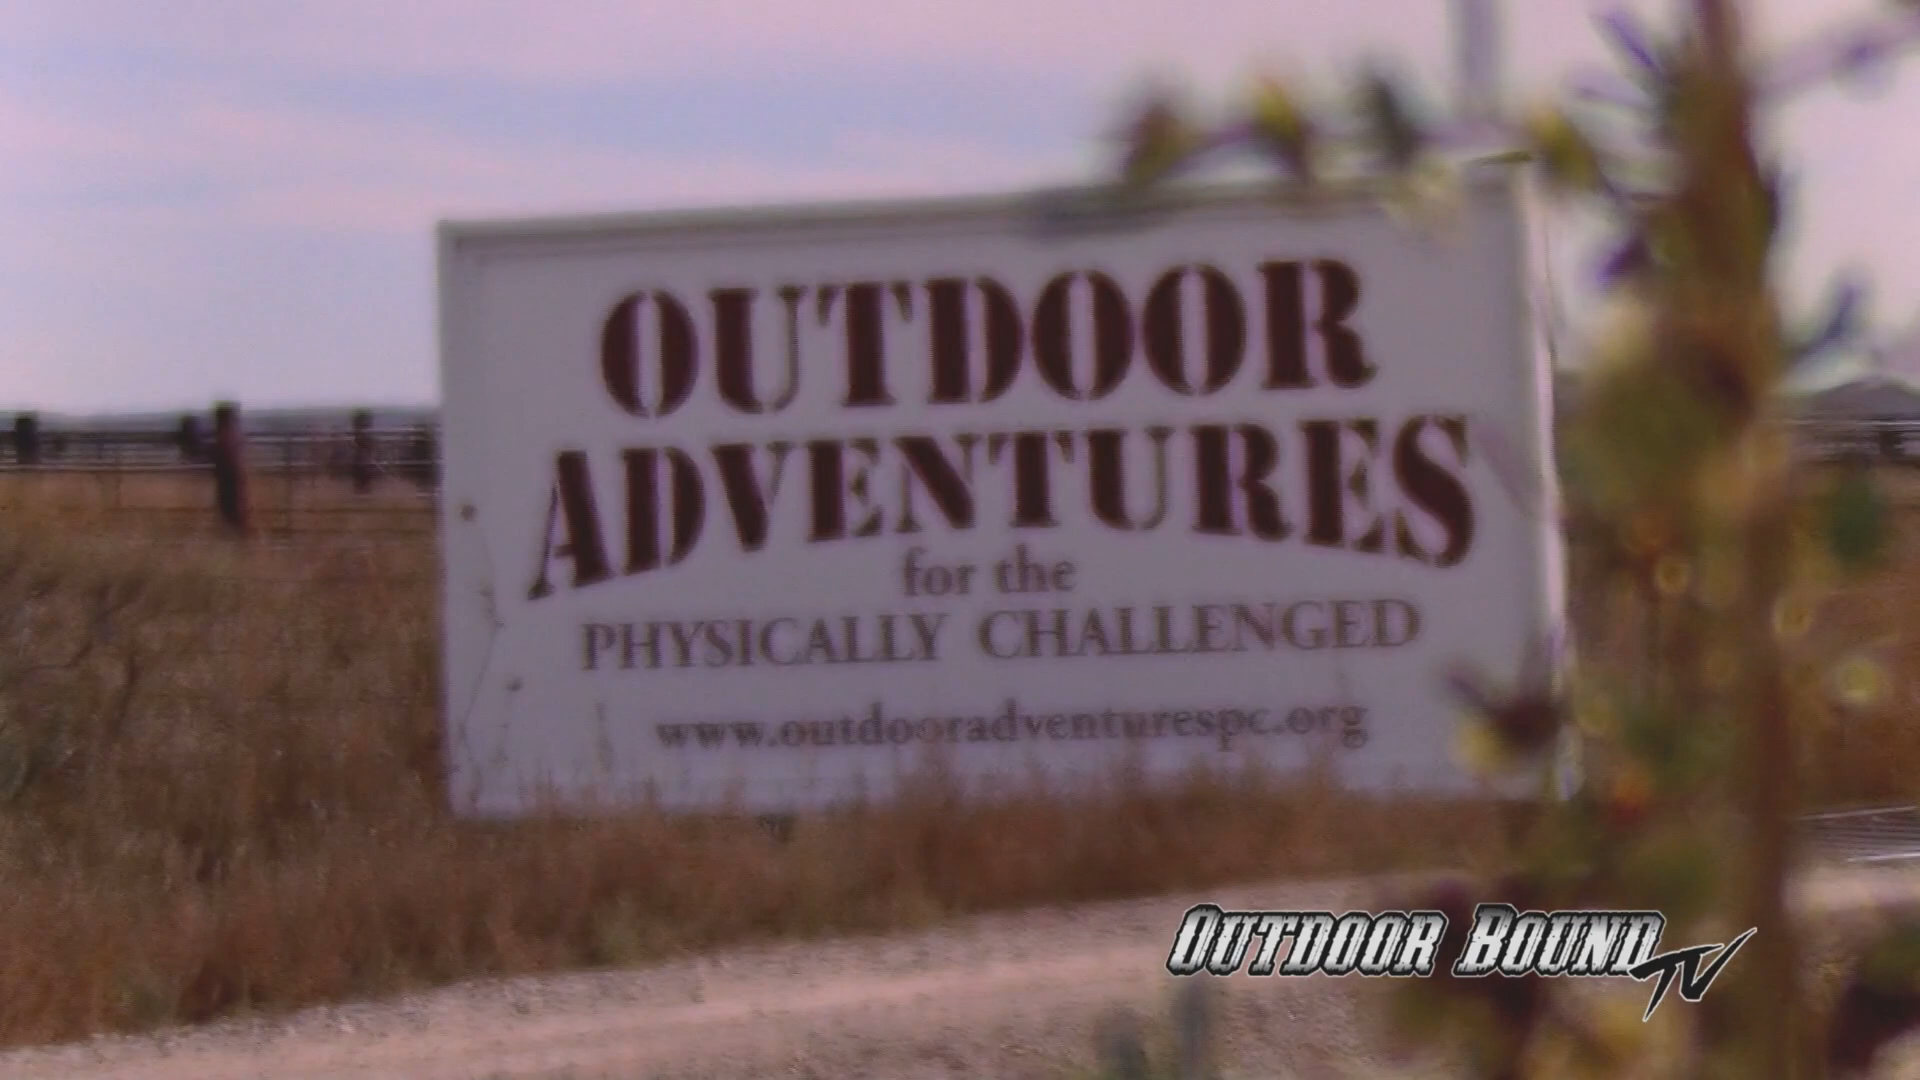 OUTDOOR
ADVENTURES
for the
PHYSICALLY CHALLENGED
www.outdooradventurespc.org
OUTDOOR BOUND TV